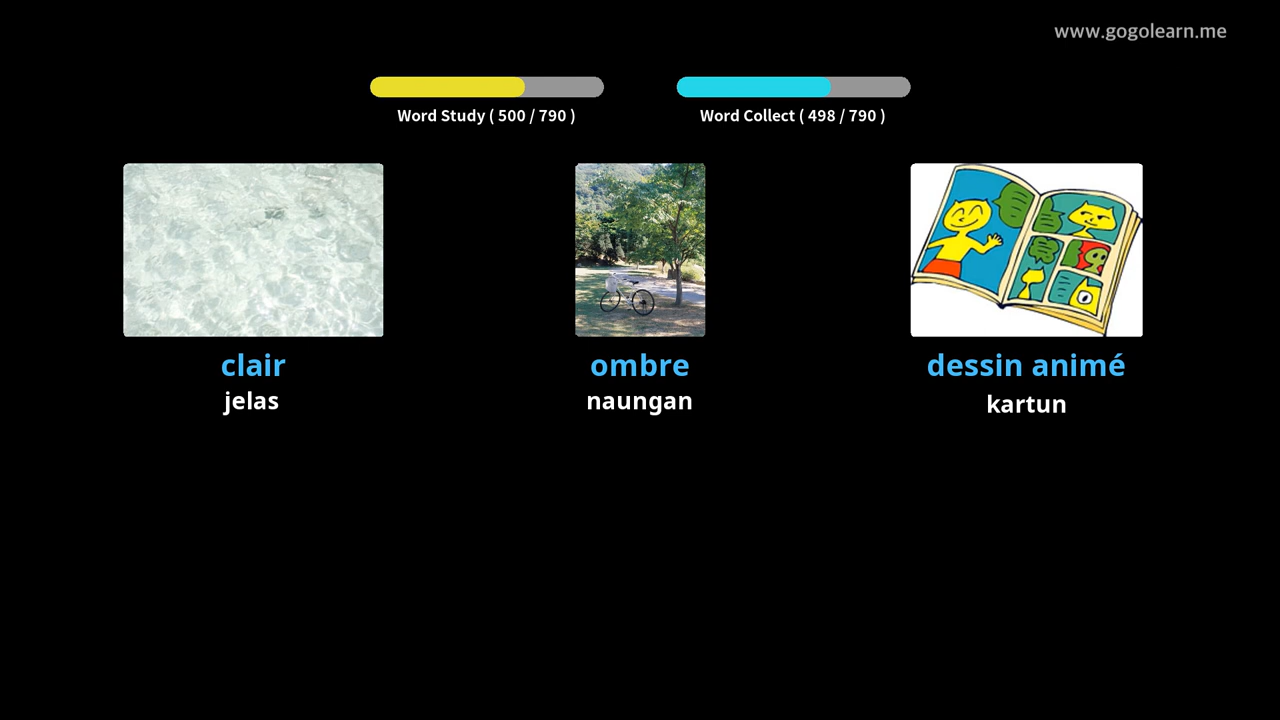 www.gogolearn.me
Word Study ( 500 / 790 )
Word Collect ( 498 / 790 )
clair
jelas
ombre
naungan
dessin animé
kartun